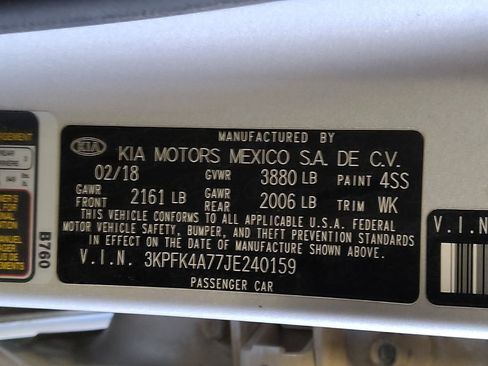 MANUFACTURED BY
KIA KIA MOTORS MEXICO S.A. DE C.V.
02/18 GVWR 3880 LB PAINT 4SS
GAWR FRONT 2161 LB GAWR REAR 2006 LB TRIM WK
THIS VEHICLE CONFORMS TO ALL APPLICABLE U.S.A. FEDERAL
MOTOR VEHICLE SAFETY, BUMPER, AND THEFT PREVENTION STANDARDS
IN EFFECT ON THE DATE OF MANUFACTURE SHOWN ABOVE.
V.I.N. 3KPFK4A77JE240159
PASSENGER CAR
B760
V.I.N